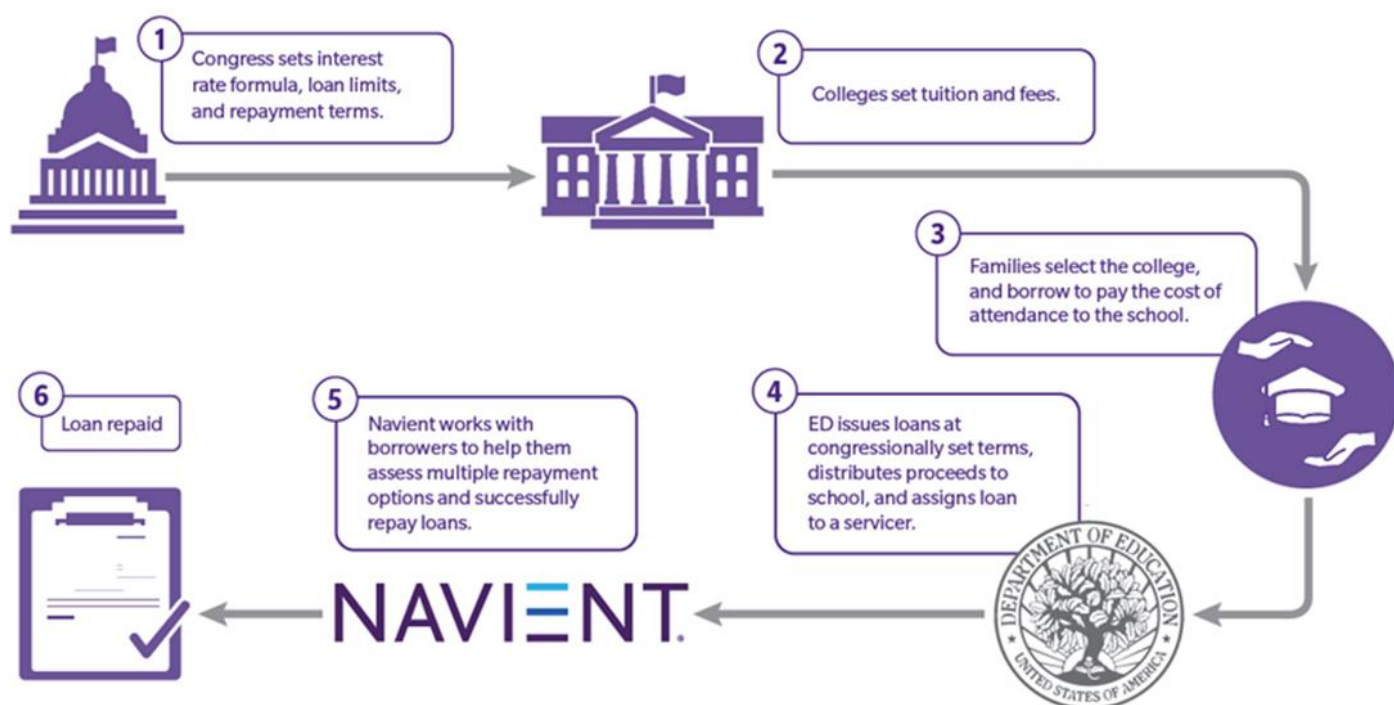 1
Congress sets interest
rate formula, loan limits,
and repayment terms.
2
Colleges set tuition and fees.
3
Families select the college,
and borrow to pay the cost of
attendance to the school.
4
ED issues loans at
congressionally set terms,
distributes proceeds to
school, and assigns loan
to a servicer.
DEPARTMENT OF EDUCATION
UNITED STATES OF AMERICA
5
Navient works with
borrowers to help them
assess multiple repayment
options and successfully
repay loans.
NAVIENT
6
Loan repaid